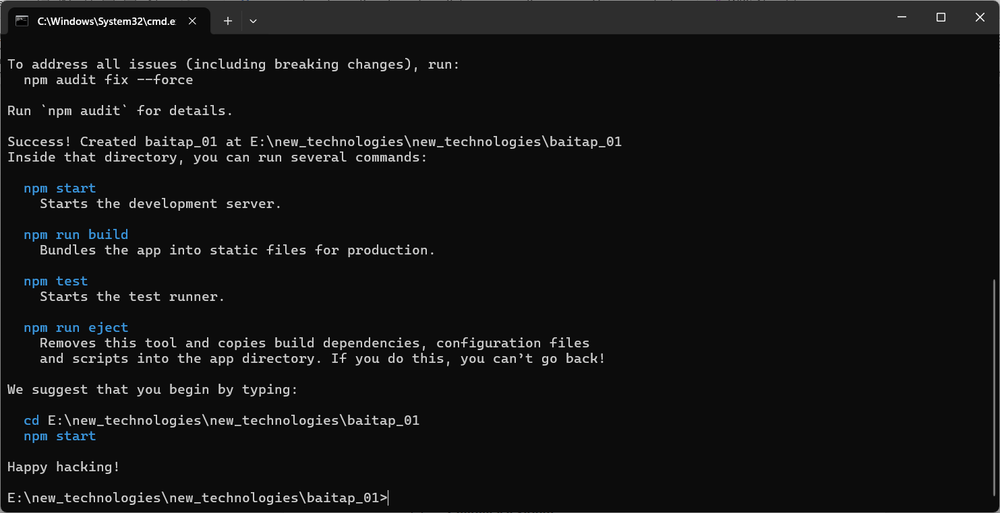 C:\Windows\System32\cmd.e
To address all issues (including breaking changes), run:
npm audit fix --force
Run `npm audit` for details.
Success! Created baitap_01 at E:\new_technologies\new_technologies\baitap_01
Inside that directory, you can run several commands:
npm start
Starts the development server.
npm run build
Bundles the app into static files for production.
npm test
Starts the test runner.
npm run eject
Removes this tool and copies build dependencies, configuration files
and scripts into the app directory. If you do this, you can’t go back!
We suggest that you begin by typing:
cd E:\new_technologies\new_technologies\baitap_01
npm start
Happy hacking!
E:\new_technologies\new_technologies\baitap_01>